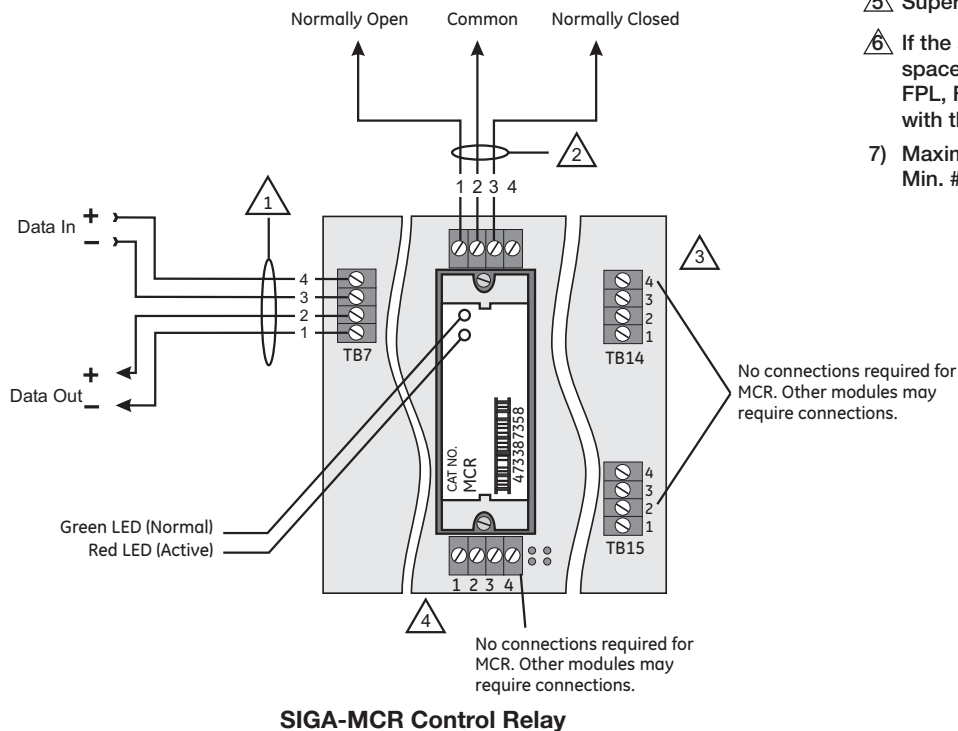 Normally Open Common Normally Closed
5 Super
6 If the
space
FPL, F
with th
7) Maxin
Min. #
2
1 2 3 4
1
Data In + −
4
3
2
1
TB7
Data Out + −
3
4
3
2
1
TB14
No connections required for
MCR. Other modules may
require connections.
CAT NO.
MCR
473387358
4
3
2
1
TB15
Green LED (Normal)
Red LED (Active)
1 2 3 4
4
No connections required for
MCR. Other modules may
require connections.
SIGA-MCR Control Relay